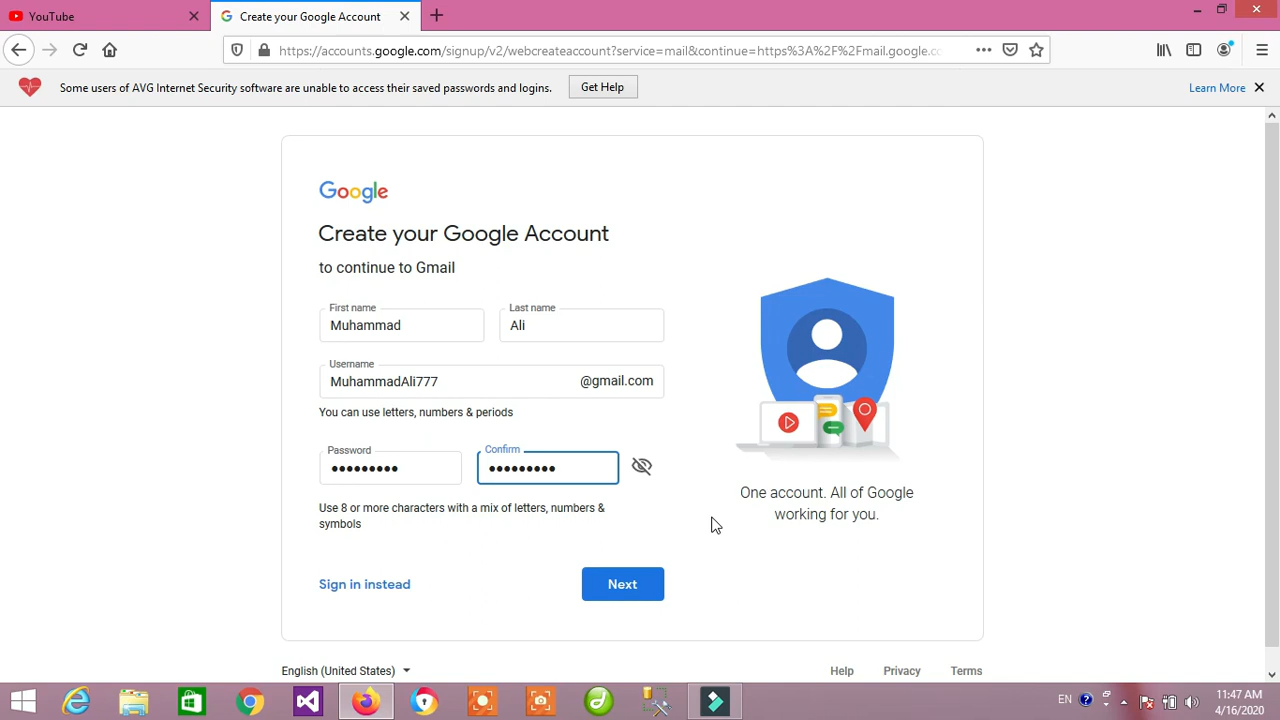 YouTube
Create your Google Account
https://accounts.google.com/signup/v2/webcreateaccount?service=mail&continue=https%3A%2F%2Fmail.google.cc
Some users of AVG Internet Security software are unable to access their saved passwords and logins.
Get Help
Learn More
Google
Create your Google Account
to continue to Gmail
First name
Last name
Muhammad
Ali
Username
MuhammadAli777
@gmail.com
You can use letters, numbers & periods
Password
Confirm
Use 8 or more characters with a mix of letters, numbers &
symbols
One account. All of Google
working for you.
Sign in instead
Next
English (United States)
Help
Privacy
Terms
EN
11:47 AM
4/16/2020